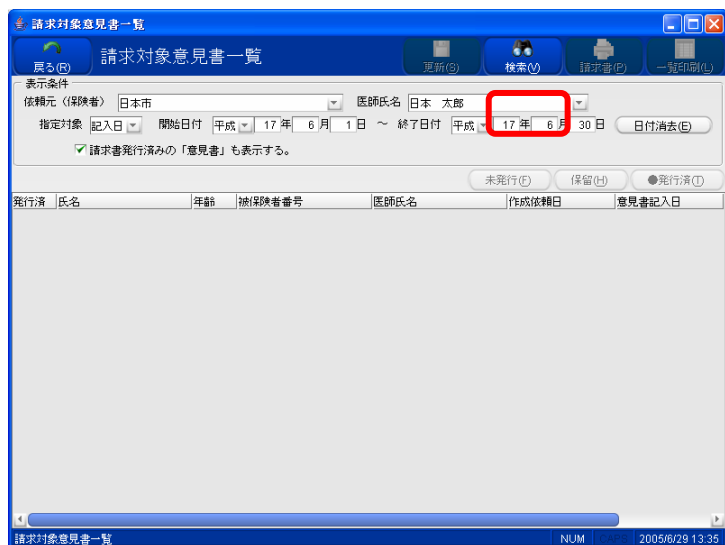 請求対象意見書一覧
戻る(R) 請求対象意見書一覧 更新(S) 検索(V) 請求書(P) 一覧印刷(L)
表示条件
依頼元（保険者） 日本市 医師氏名 日本 太郎
指定対象 記入日 開始日付 平成 17 年 6 月 1 日 ～ 終了日付 平成 17 年 6 月 30 日 日付消去(E)
請求書発行済みの「意見書」も表示する。
未発行(F) 保留(H) ●発行済(T)
発行済 氏名 年齢 被保険者番号 医師氏名 作成依頼日 意見書記入日
請求対象意見書一覧 NUM CAPS 2005/6/29 13:35